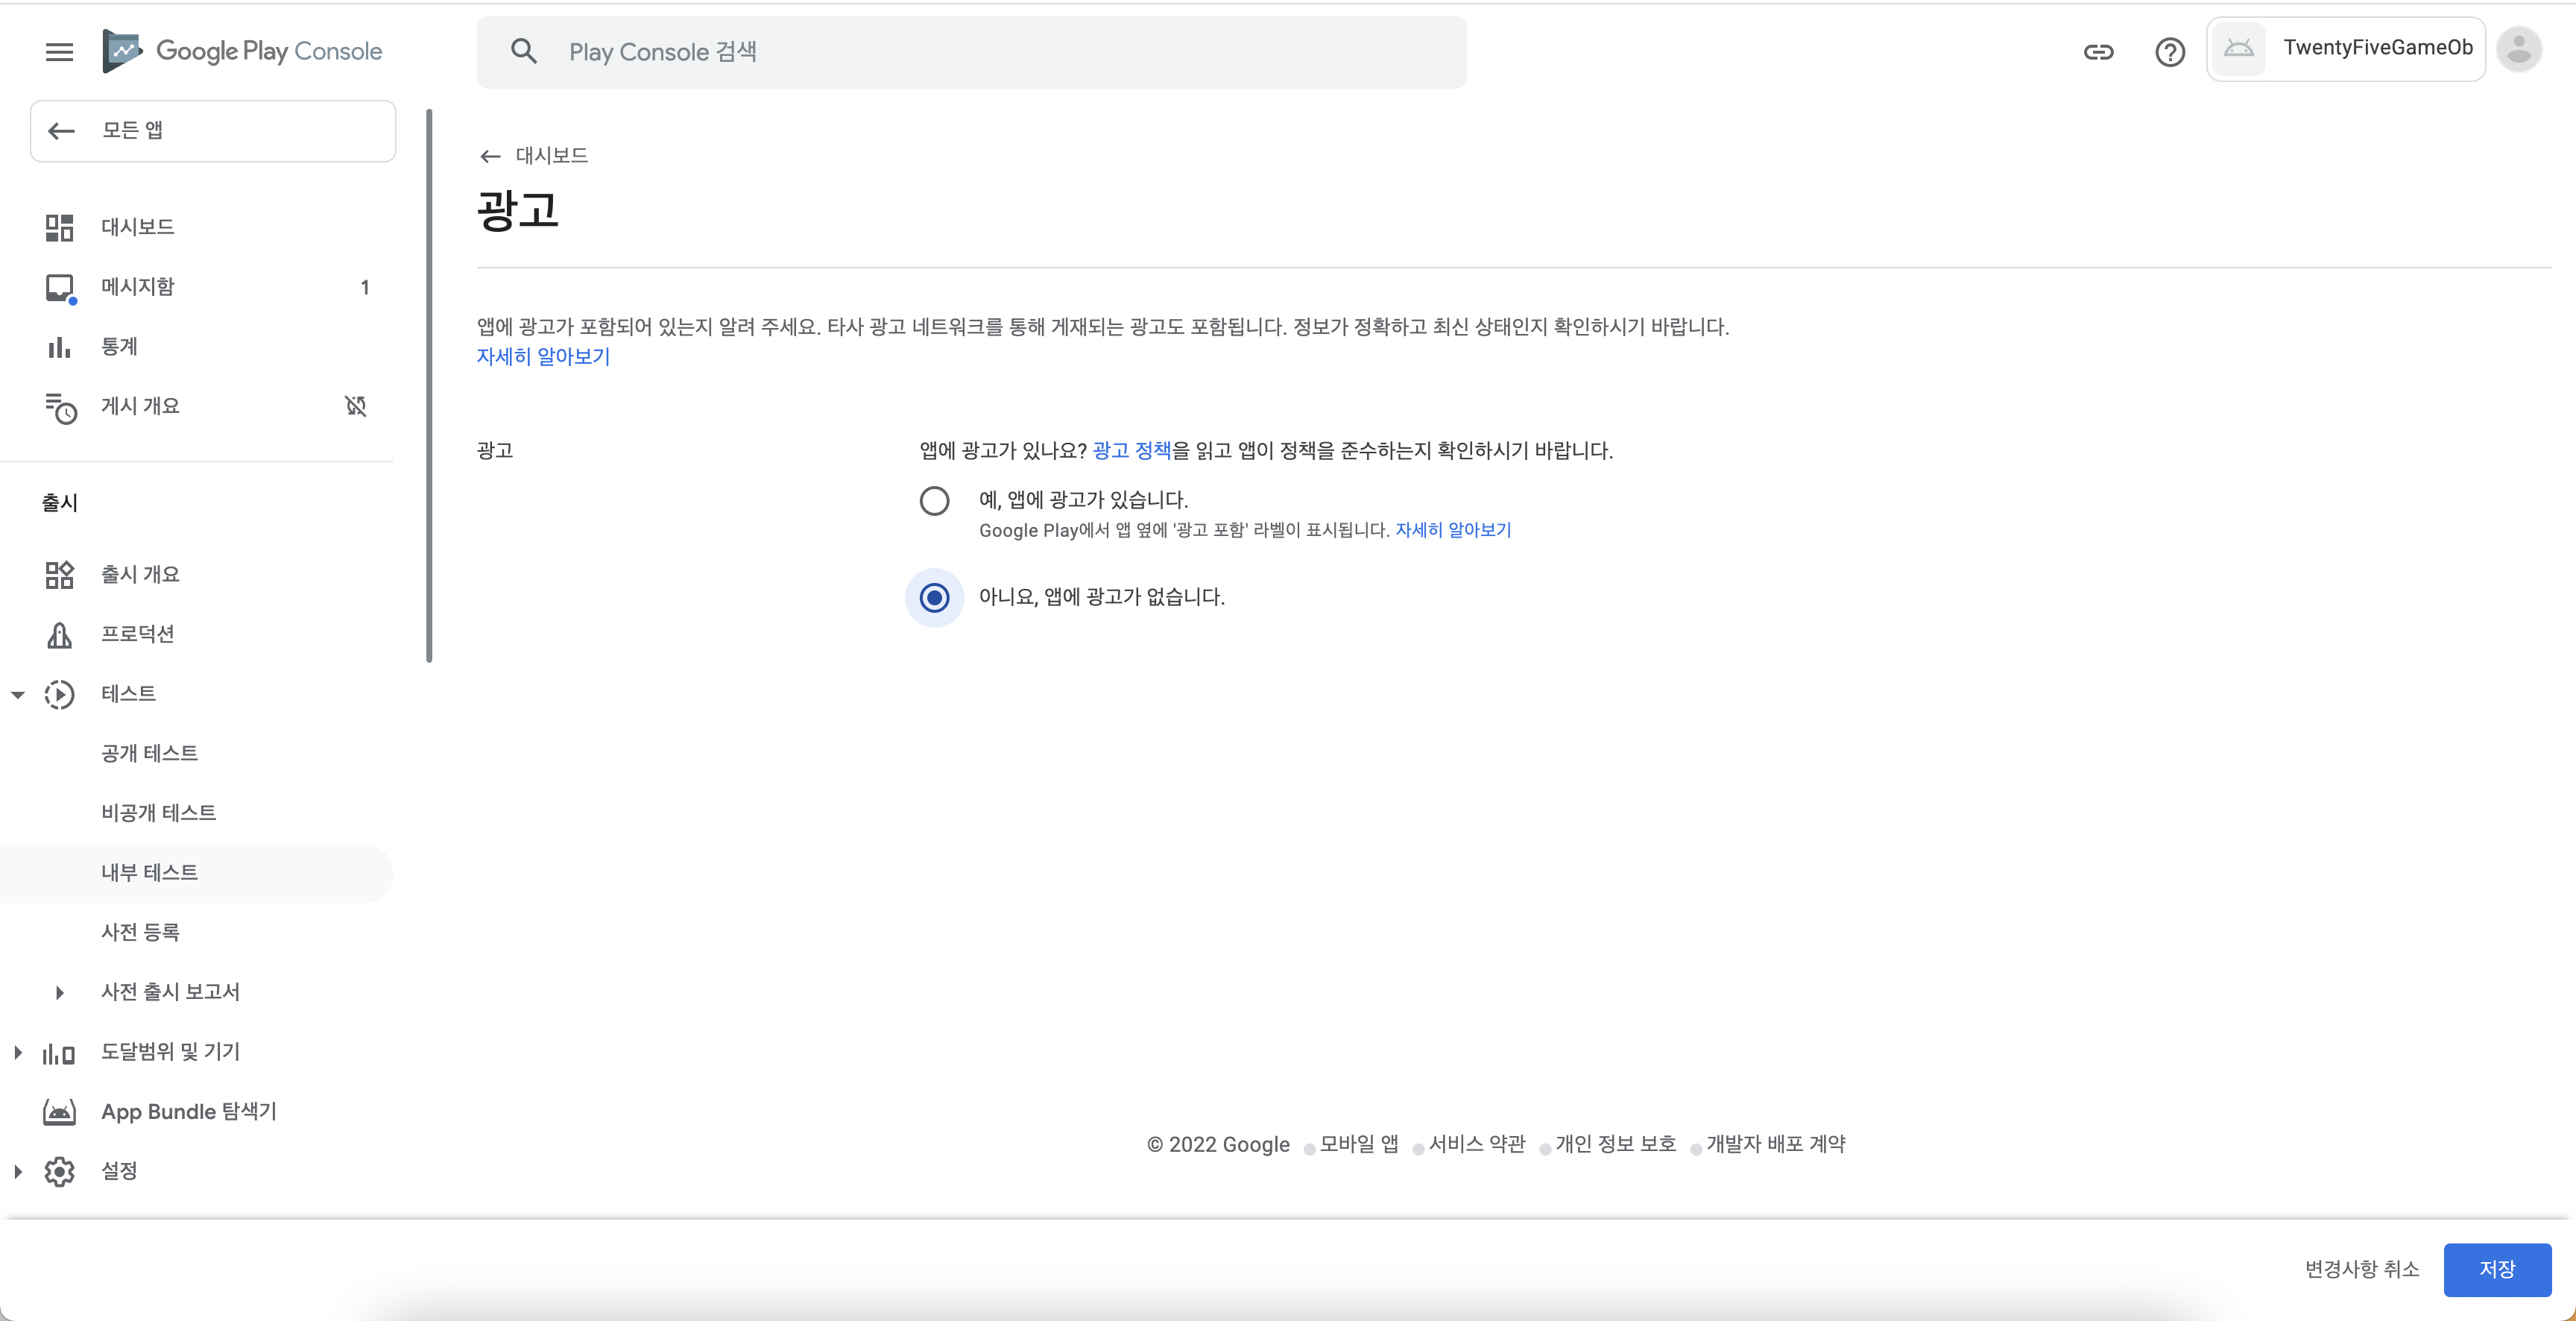 Google Play Console
Play Console 검색
TwentyFiveGameOb
모든 앱
대시보드
메시지함 1
통계
게시 개요
출시
출시 개요
프로덕션
테스트
공개 테스트
비공개 테스트
내부 테스트
사전 등록
사전 출시 보고서
도달범위 및 기기
App Bundle 탐색기
설정
대시보드
광고
앱에 광고가 포함되어 있는지 알려 주세요. 타사 광고 네트워크를 통해 게재되는 광고도 포함됩니다. 정보가 정확하고 최신 상태인지 확인하시기 바랍니다.
자세히 알아보기
광고
앱에 광고가 있나요? 광고 정책을 읽고 앱이 정책을 준수하는지 확인하시기 바랍니다.
예, 앱에 광고가 있습니다.
Google Play에서 앱 옆에 '광고 포함' 라벨이 표시됩니다. 자세히 알아보기
아니요, 앱에 광고가 없습니다.
© 2022 Google 모바일 앱 서비스 약관 개인 정보 보호 개발자 배포 계약
변경사항 취소
저장